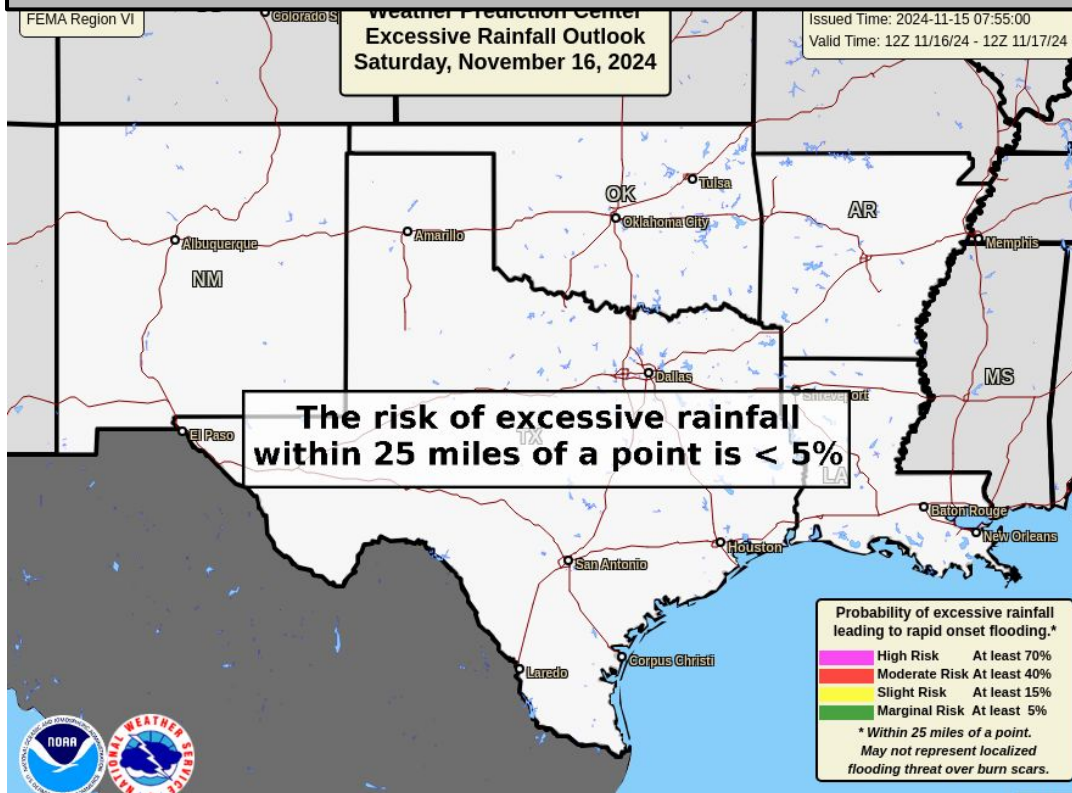 FEMA Region VI
Weather Prediction Center
Excessive Rainfall Outlook
Saturday, November 16, 2024
Issued Time: 2024-11-15 07:55:00
Valid Time: 12Z 11/16/24 - 12Z 11/17/24
Colorado S
Tulsa
OK
Oklahoma City
AR
Albuquerque
Amarillo
Memphis
NM
Dallas
MS
Shreveport
The risk of excessive rainfall
within 25 miles of a point is < 5%
El Paso
TX
LA
Baton Rouge
New Orleans
Houston
San Antonio
Corpus Christi
Laredo
Probability of excessive rainfall
leading to rapid onset flooding.*
High Risk At least 70%
Moderate Risk At least 40%
Slight Risk At least 15%
Marginal Risk At least 5%
* Within 25 miles of a point.
May not represent localized
flooding threat over burn scars.
NOAA
NATIONAL WEATHER SERVICE